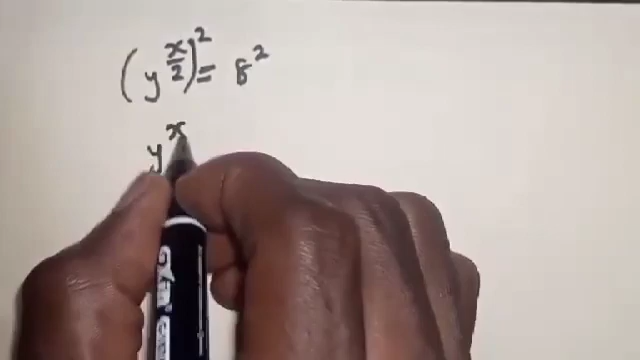 (y^{x/2})^2 = 8^2
y^x